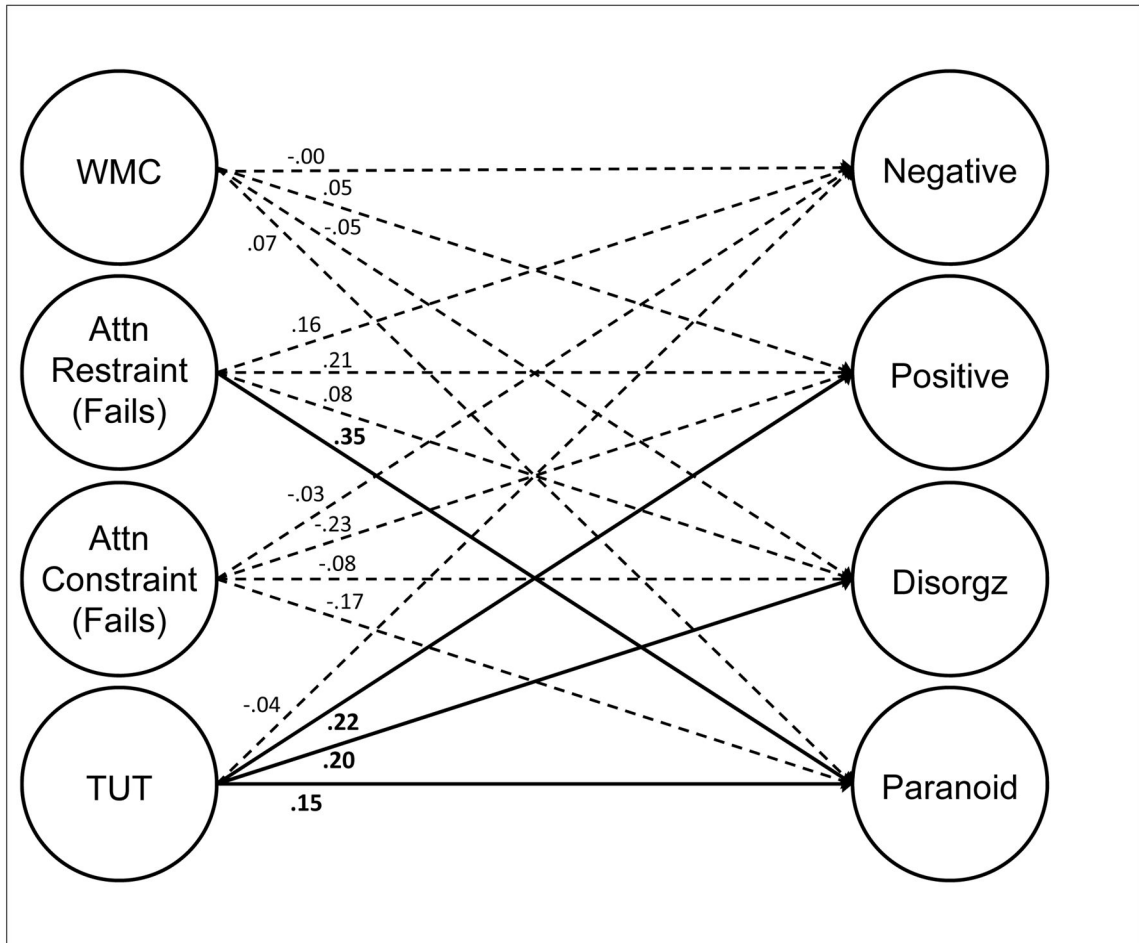 WMC
-.00
.05
-.05
.07
Negative
Attn
Restraint
(Fails)
.16
.21
.08
.35
Positive
Attn
Constraint
(Fails)
-.03
-.23
-.08
-.17
Disorgz
TUT
-.04
.22
.20
.15
Paranoid